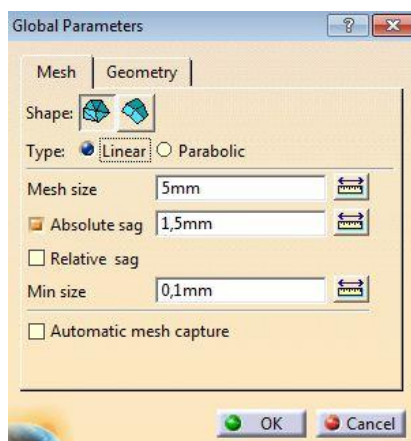 Global Parameters
Mesh Geometry
Shape:
Type: Linear Parabolic
Mesh size 5mm
Absolute sag 1,5mm
Relative sag
Min size 0,1mm
Automatic mesh capture
OK Cancel